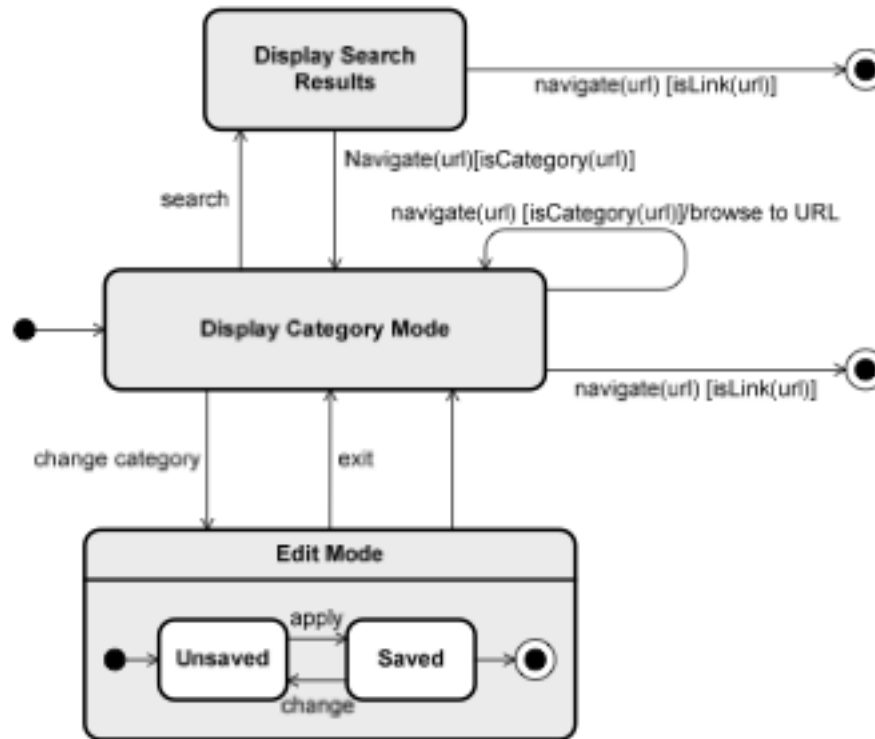 Display Search
Results
navigate(url) [isLink(url)]
Navigate(url)[isCategory(url)]
search
navigate(url) [isCategory(url)]/browse to URL
Display Category Mode
navigate(url) [isLink(url)]
change category
exit
Edit Mode
apply
Unsaved
Saved
change